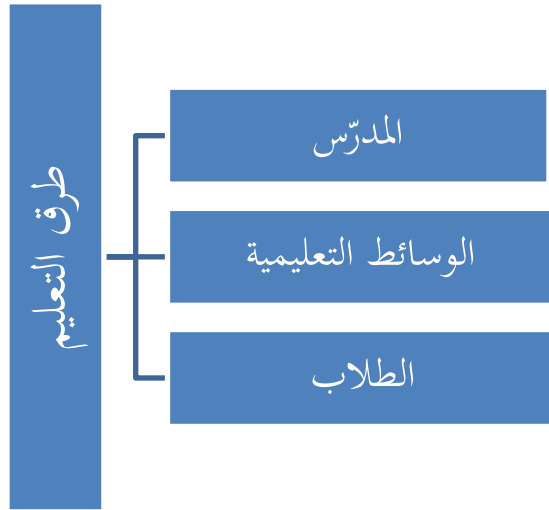 طرق التعليم
المدرّس
الوسائط التعليمية
الطلاب